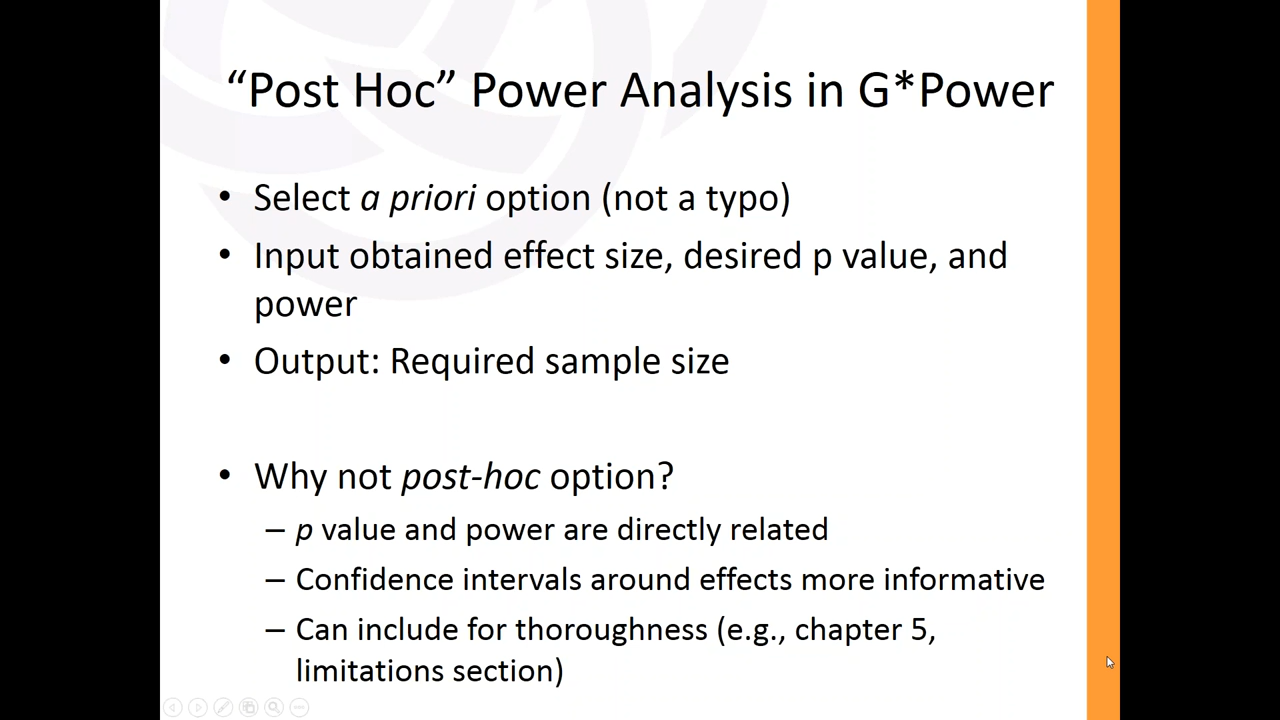 “Post Hoc” Power Analysis in G*Power
• Select a priori option (not a typo)
• Input obtained effect size, desired p value, and
power
• Output: Required sample size
• Why not post-hoc option?
– p value and power are directly related
– Confidence intervals around effects more informative
– Can include for thoroughness (e.g., chapter 5,
limitations section)